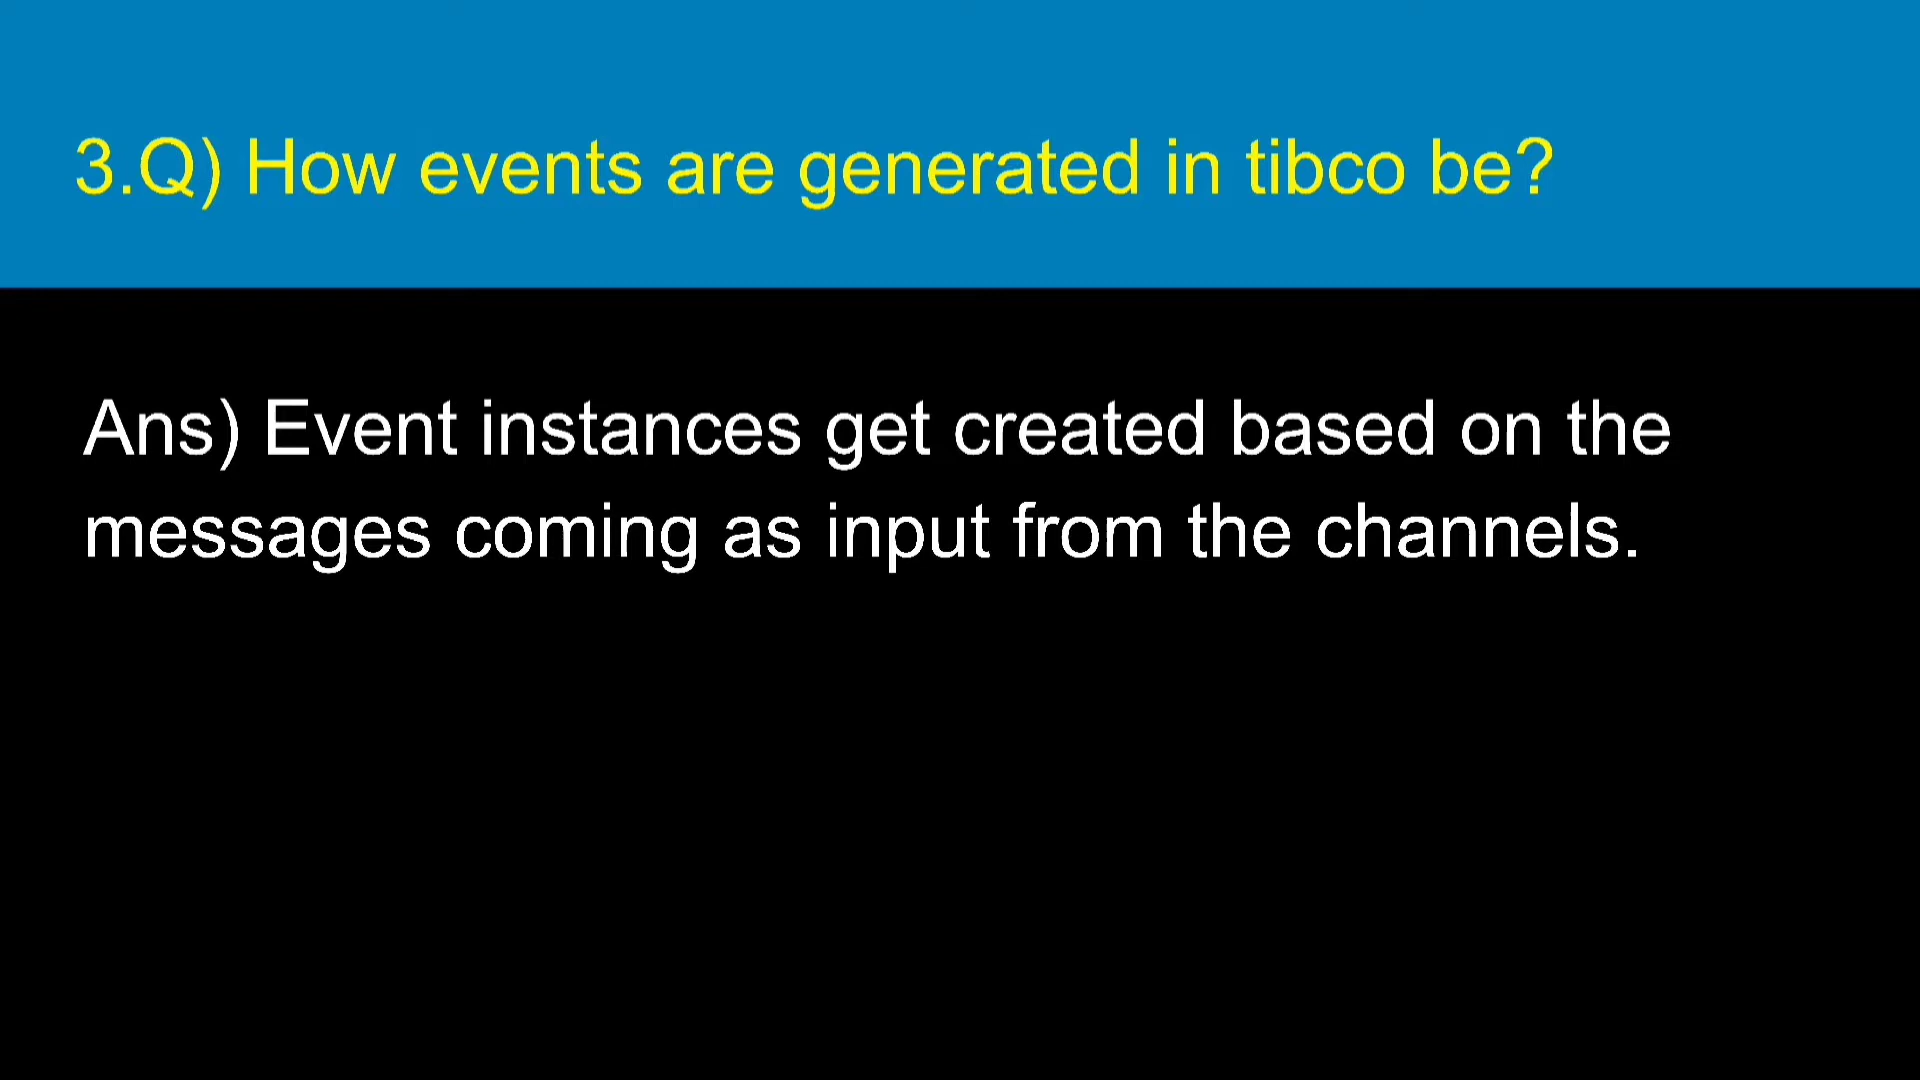 3.Q) How events are generated in tibco be?
Ans) Event instances get created based on the
messages coming as input from the channels.